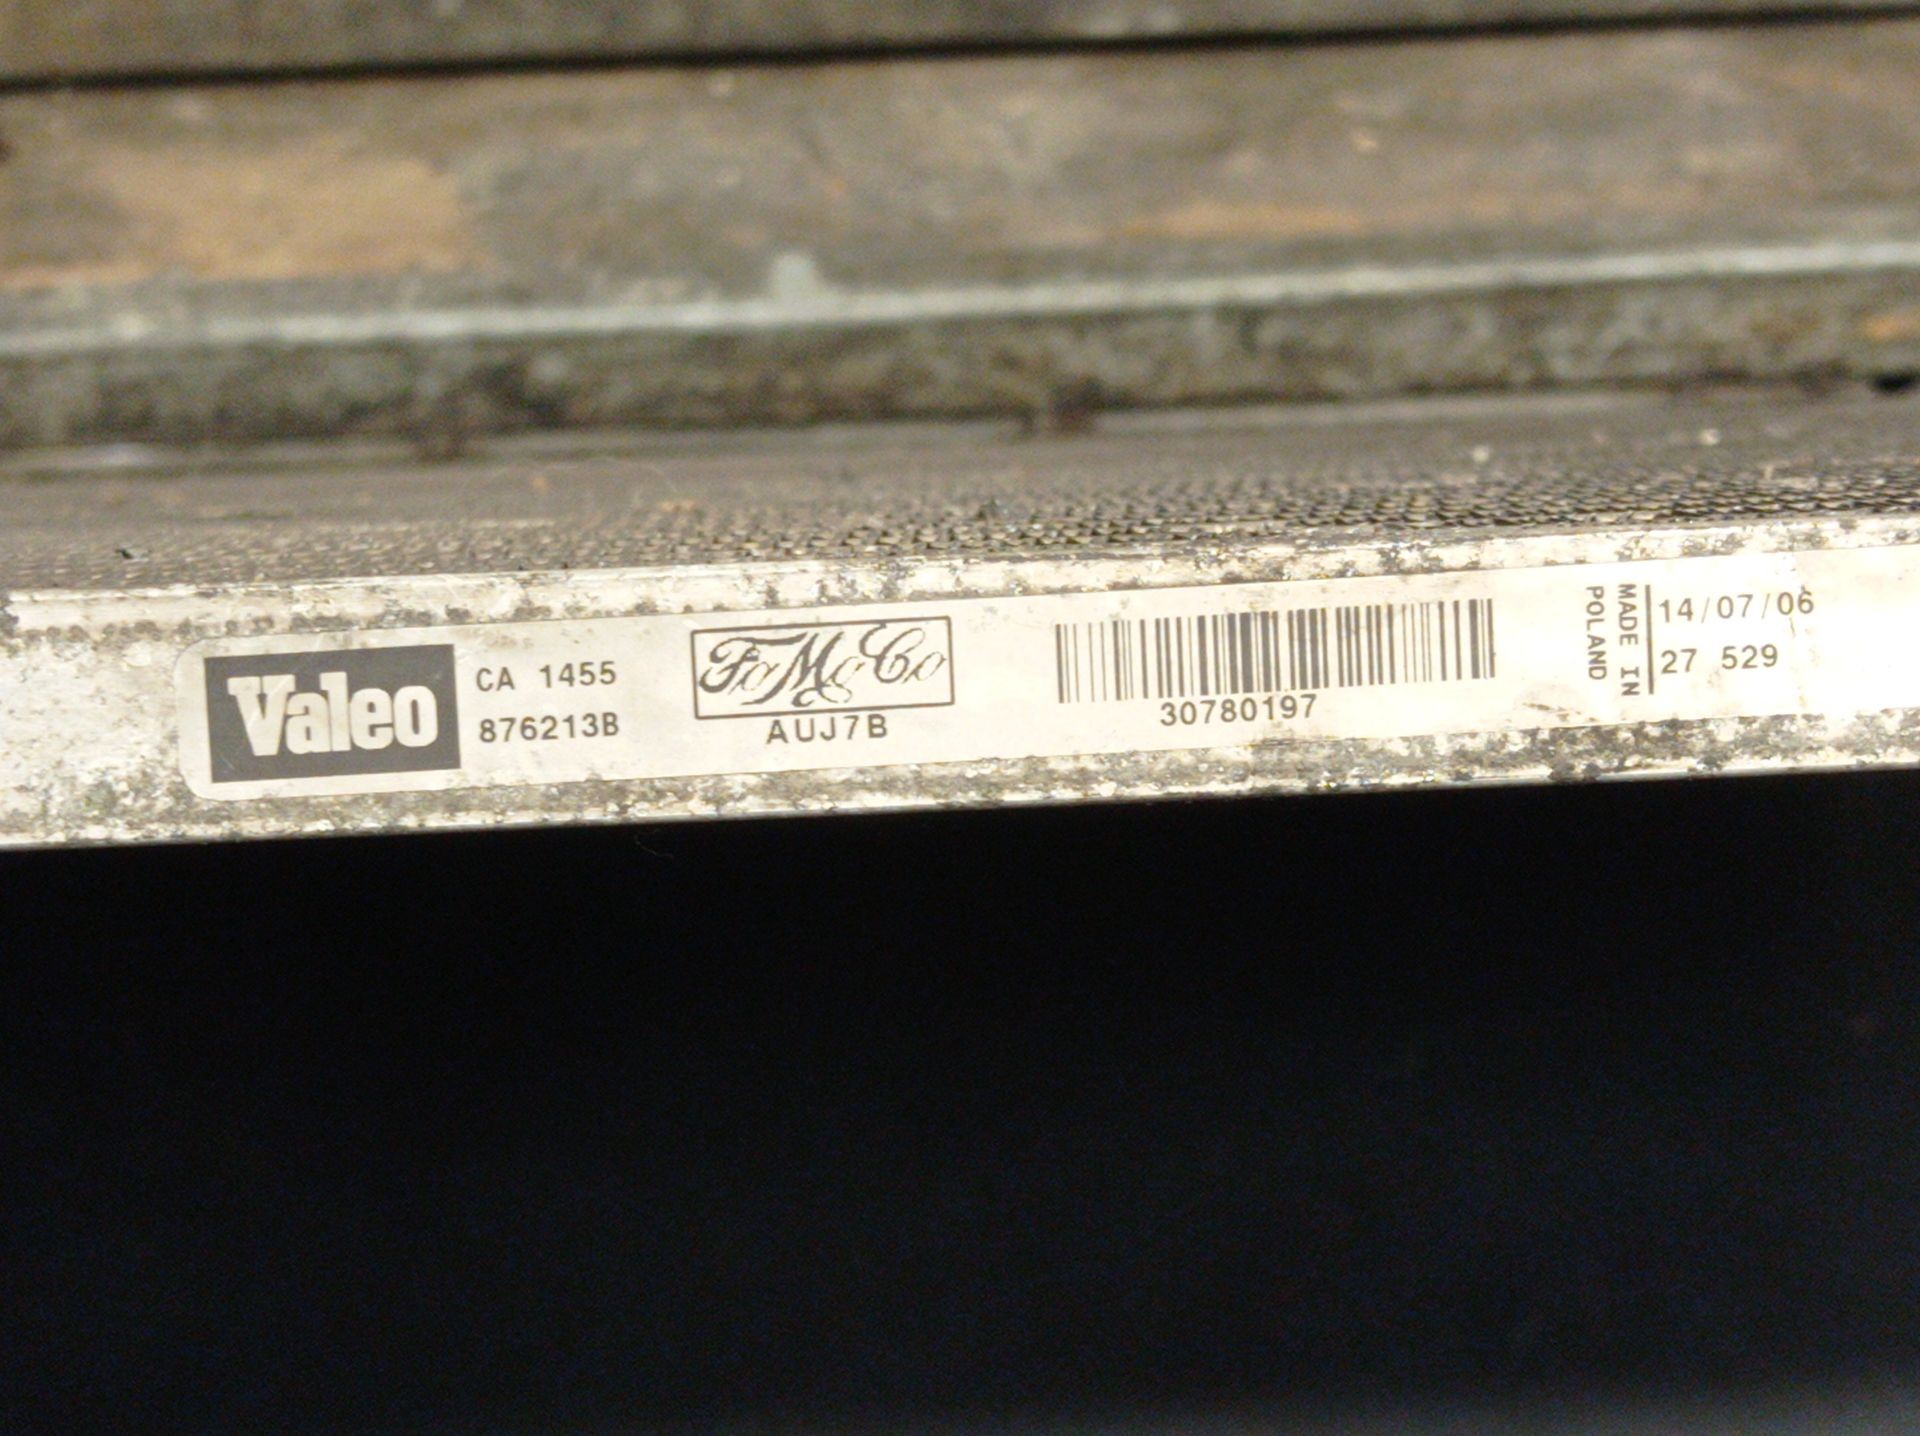 Valeo
CA 1455
876213B
FoMoCo
AUJ7B
30780197
MADE IN
POLAND
14/07/06
27 529